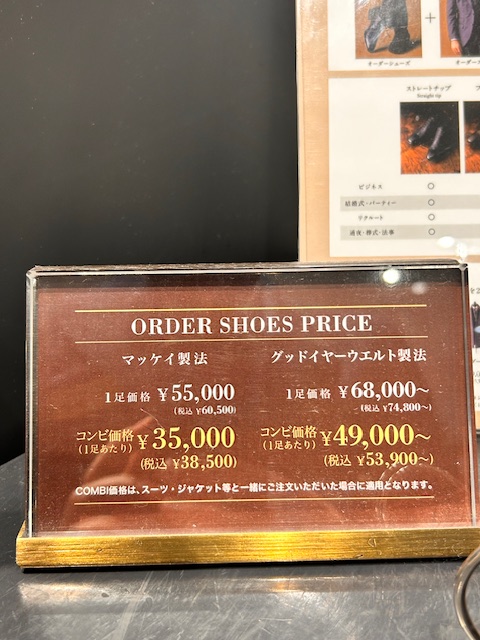 +
オーダーシューズ
ストレートチップ
Straight tip
ビジネス ○
結婚式・パーティー ○
リクルート ○
通夜・葬式・法事 ○
ORDER SHOES PRICE
マッケイ製法
1足価格 ¥55,000
(税込 ¥60,500)
コンビ価格
(1足あたり) ¥35,000
(税込 ¥38,500)
グッドイヤーウエルト製法
1足価格 ¥68,000〜
(税込 ¥74,800〜)
コンビ価格
(1足あたり) ¥49,000〜
(税込 ¥53,900〜)
COMBI価格は、スーツ・ジャケット等と一緒にご注文いただいた場合に適用となります。